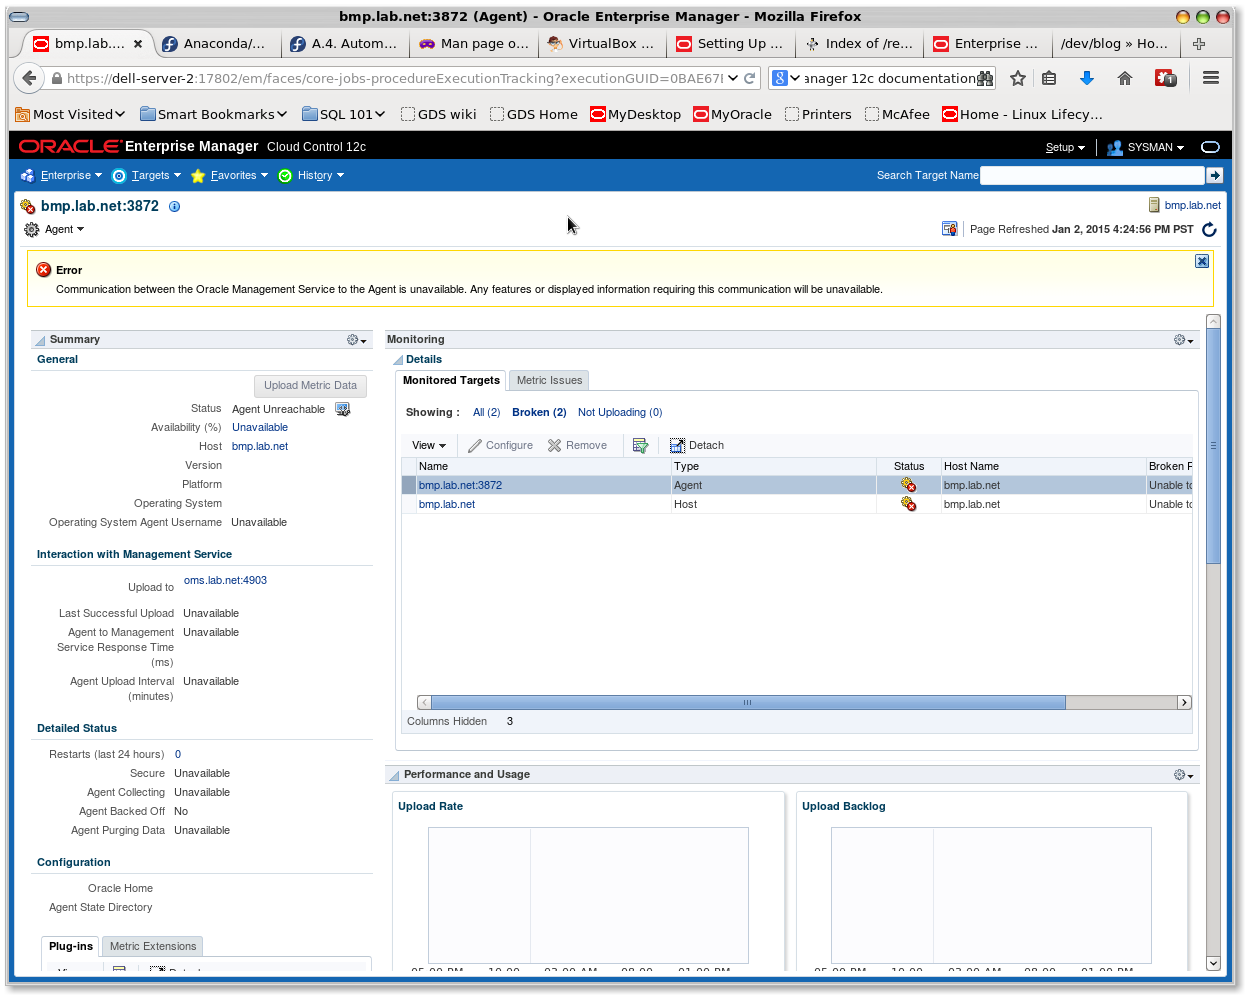 bmp.lab.net:3872 (Agent) - Oracle Enterprise Manager - Mozilla Firefox
bmp.lab.... Anaconda/... A.4. Autom... Man page o... VirtualBox ... Setting Up ... Index of /re... Enterprise ... /dev/blog » Ho...
https://dell-server-2:17802/em/faces/core-jobs-procedureExecutionTracking?executionGUID=0BAE67 anager 12c documentation
Most Visited Smart Bookmarks SQL 101 GDS wiki GDS Home MyDesktop MyOracle Printers McAfee Home - Linux Lifecy...
ORACLE Enterprise Manager Cloud Control 12c Setup SYSMAN
Enterprise Targets Favorites History Search Target Name
bmp.lab.net:3872 bmp.lab.net
Agent Page Refreshed Jan 2, 2015 4:24:56 PM PST
Error
Communication between the Oracle Management Service to the Agent is unavailable. Any features or displayed information requiring this communication will be unavailable.
Summary
General
Upload Metric Data
Status Agent Unreachable
Availability (%) Unavailable
Host bmp.lab.net
Version
Platform
Operating System
Operating System Agent Username Unavailable
Interaction with Management Service
Upload to oms.lab.net:4903
Last Successful Upload Unavailable
Agent to Management Unavailable
Service Response Time
(ms)
Agent Upload Interval Unavailable
(minutes)
Detailed Status
Restarts (last 24 hours) 0
Secure Unavailable
Agent Collecting Unavailable
Agent Backed Off No
Agent Purging Data Unavailable
Configuration
Oracle Home
Agent State Directory
Plug-ins Metric Extensions
Monitoring
Details
Monitored Targets Metric Issues
Showing : All (2) Broken (2) Not Uploading (0)
View Configure Remove Detach
Name Type Status Host Name Broken
bmp.lab.net:3872 Agent bmp.lab.net Unable
bmp.lab.net Host bmp.lab.net Unable
Columns Hidden 3
Performance and Usage
Upload Rate Upload Backlog